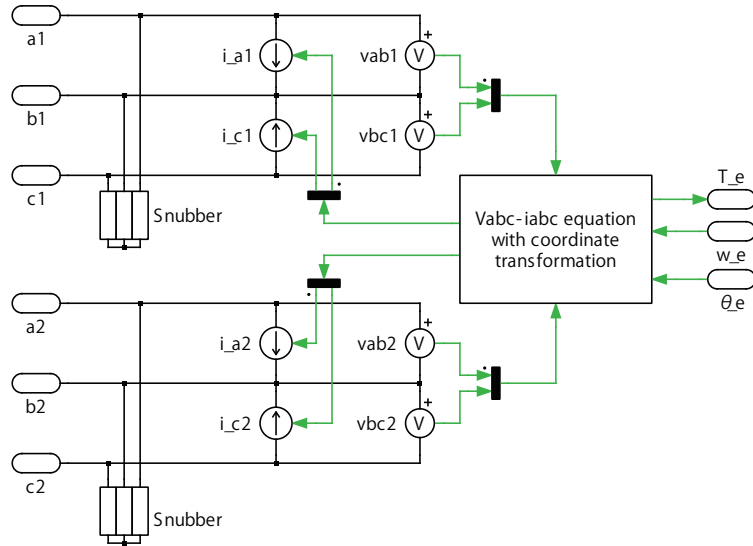 a1
i_a1
vab1
V
b1
i_c1
vbc1
V
c1
Snubber
Vabc-iabc equation
with coordinate
transformation
T_e
w_e
θ_e
a2
i_a2
vab2
V
b2
i_c2
vbc2
V
c2
Snubber